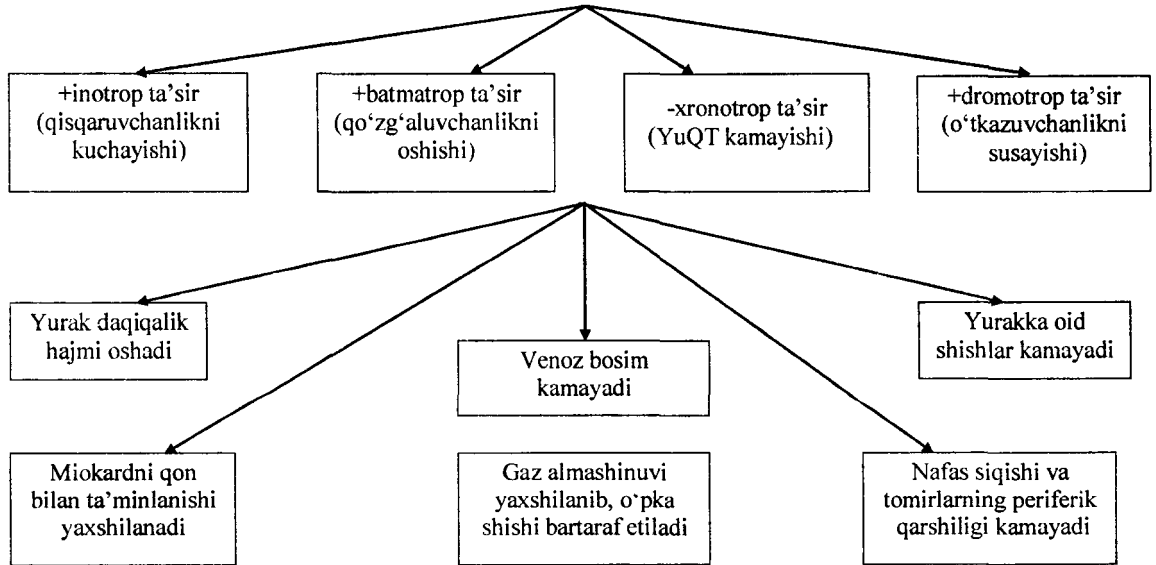 +inotrop ta’sir
(qisqaruvchanlikni
kuchayishi)
+batmatrop ta’sir
(qo‘zg‘aluvchanlikni
oshishi)
-xronotrop ta’sir
(YuQT kamayishi)
+dromotrop ta’sir
(o‘tkazuvchanlikni
susayishi)
Yurak daqiqalik
hajmi oshadi
Venoz bosim
kamayadi
Yurakka oid
shishlar kamayadi
Miokardni qon
bilan ta’minlanishi
yaxshilanadi
Gaz almashinuvi
yaxshilanib, o‘pka
shishi bartaraf etiladi
Nafas siqishi va
tomirlarning periferik
qarshiligi kamayadi